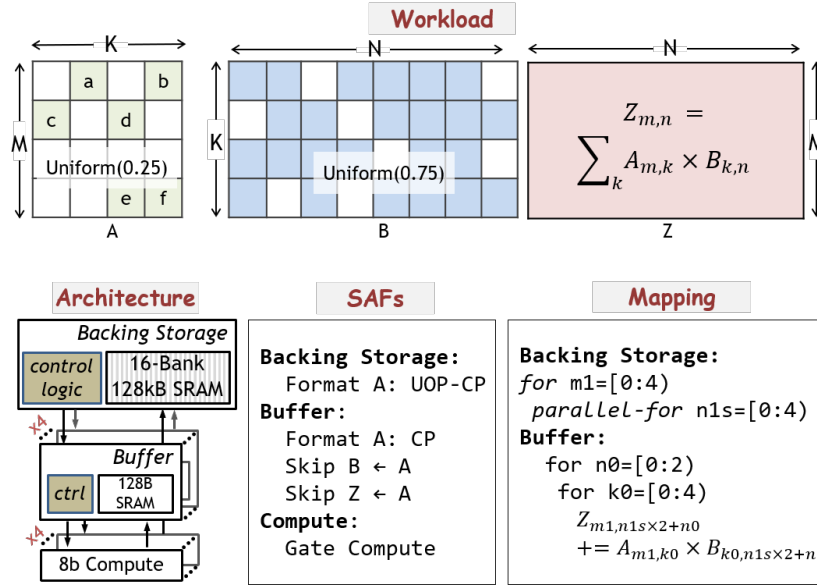 Workload
K
N
N
M
a
b
c
d
Uniform(0.25)
e
f
A
K
Uniform(0.75)
B
Z_{m,n} =
∑_k A_{m,k} × B_{k,n}
M
Z
Architecture
SAFs
Mapping
Backing Storage
control logic
16-Bank 128kB SRAM
x4
Buffer
ctrl
128B SRAM
x4
8b Compute
Backing Storage:
Format A: UOP-CP
Buffer:
Format A: CP
Skip B ← A
Skip Z ← A
Compute:
Gate Compute
Backing Storage:
for m1=[0:4)
parallel-for n1s=[0:4)
Buffer:
for n0=[0:2)
for k0=[0:4)
Z_{m1,n1s×2+n0}
+= A_{m1,k0} × B_{k0,n1s×2+n}